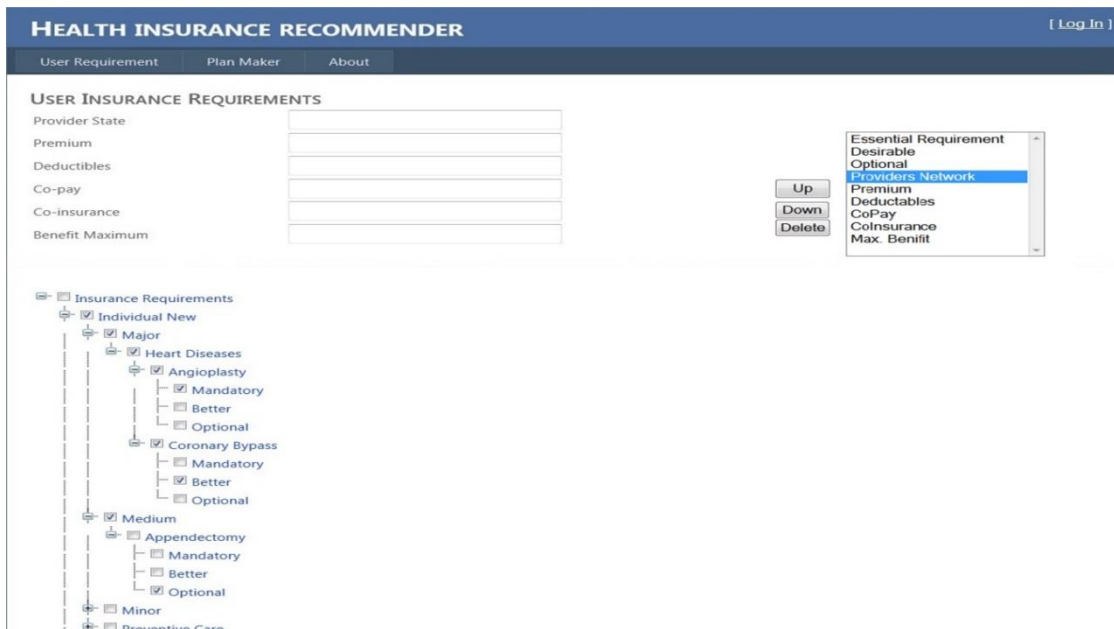 HEALTH INSURANCE RECOMMENDER
[ Log In ]
User Requirement Plan Maker About
USER INSURANCE REQUIREMENTS
Provider State
Premium
Deductibles
Co-pay
Co-insurance
Benefit Maximum
Up
Down
Delete
Essential Requirement
Desirable
Optional
Providers Network
Premium
Deductables
CoPay
CoInsurance
Max. Benifit
Insurance Requirements
Individual New
Major
Heart Diseases
Angioplasty
Mandatory
Better
Optional
Coronary Bypass
Mandatory
Better
Optional
Medium
Appendectomy
Mandatory
Better
Optional
Minor
Preventive Care